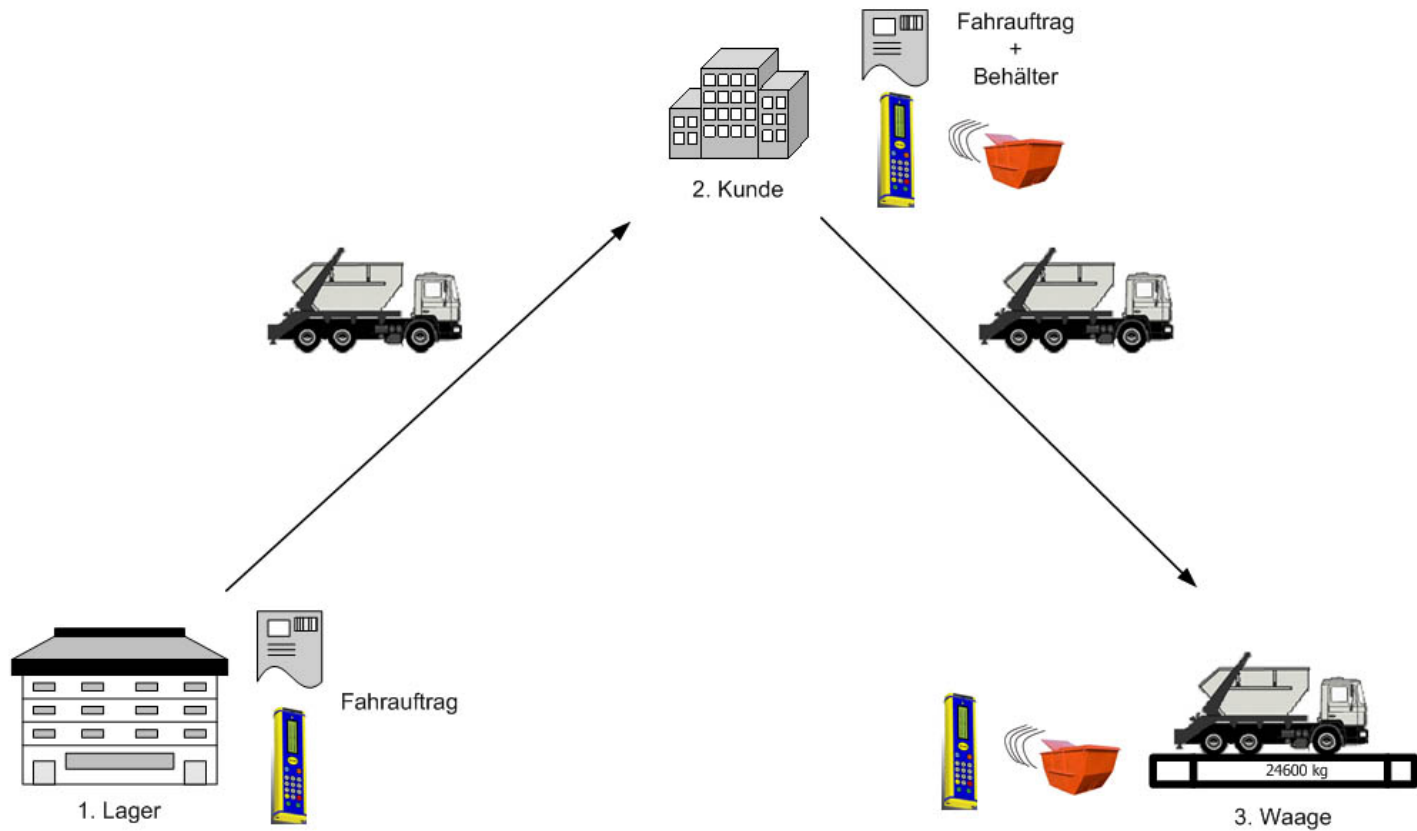 Fahrauftrag
+
Behälter
2. Kunde
Fahrauftrag
1. Lager
24600 kg
3. Waage